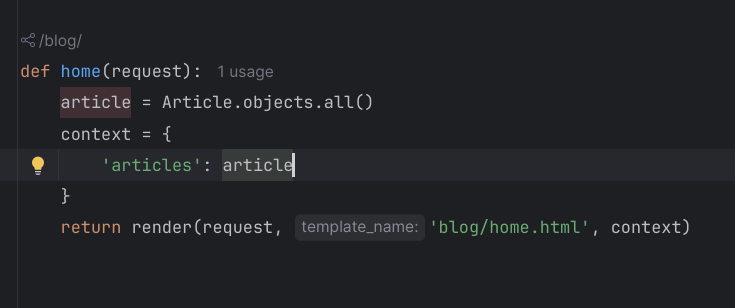 /blog/
def home(request): 1 usage
article = Article.objects.all()
context = {
'articles': article
}
return render(request, template_name: 'blog/home.html', context)